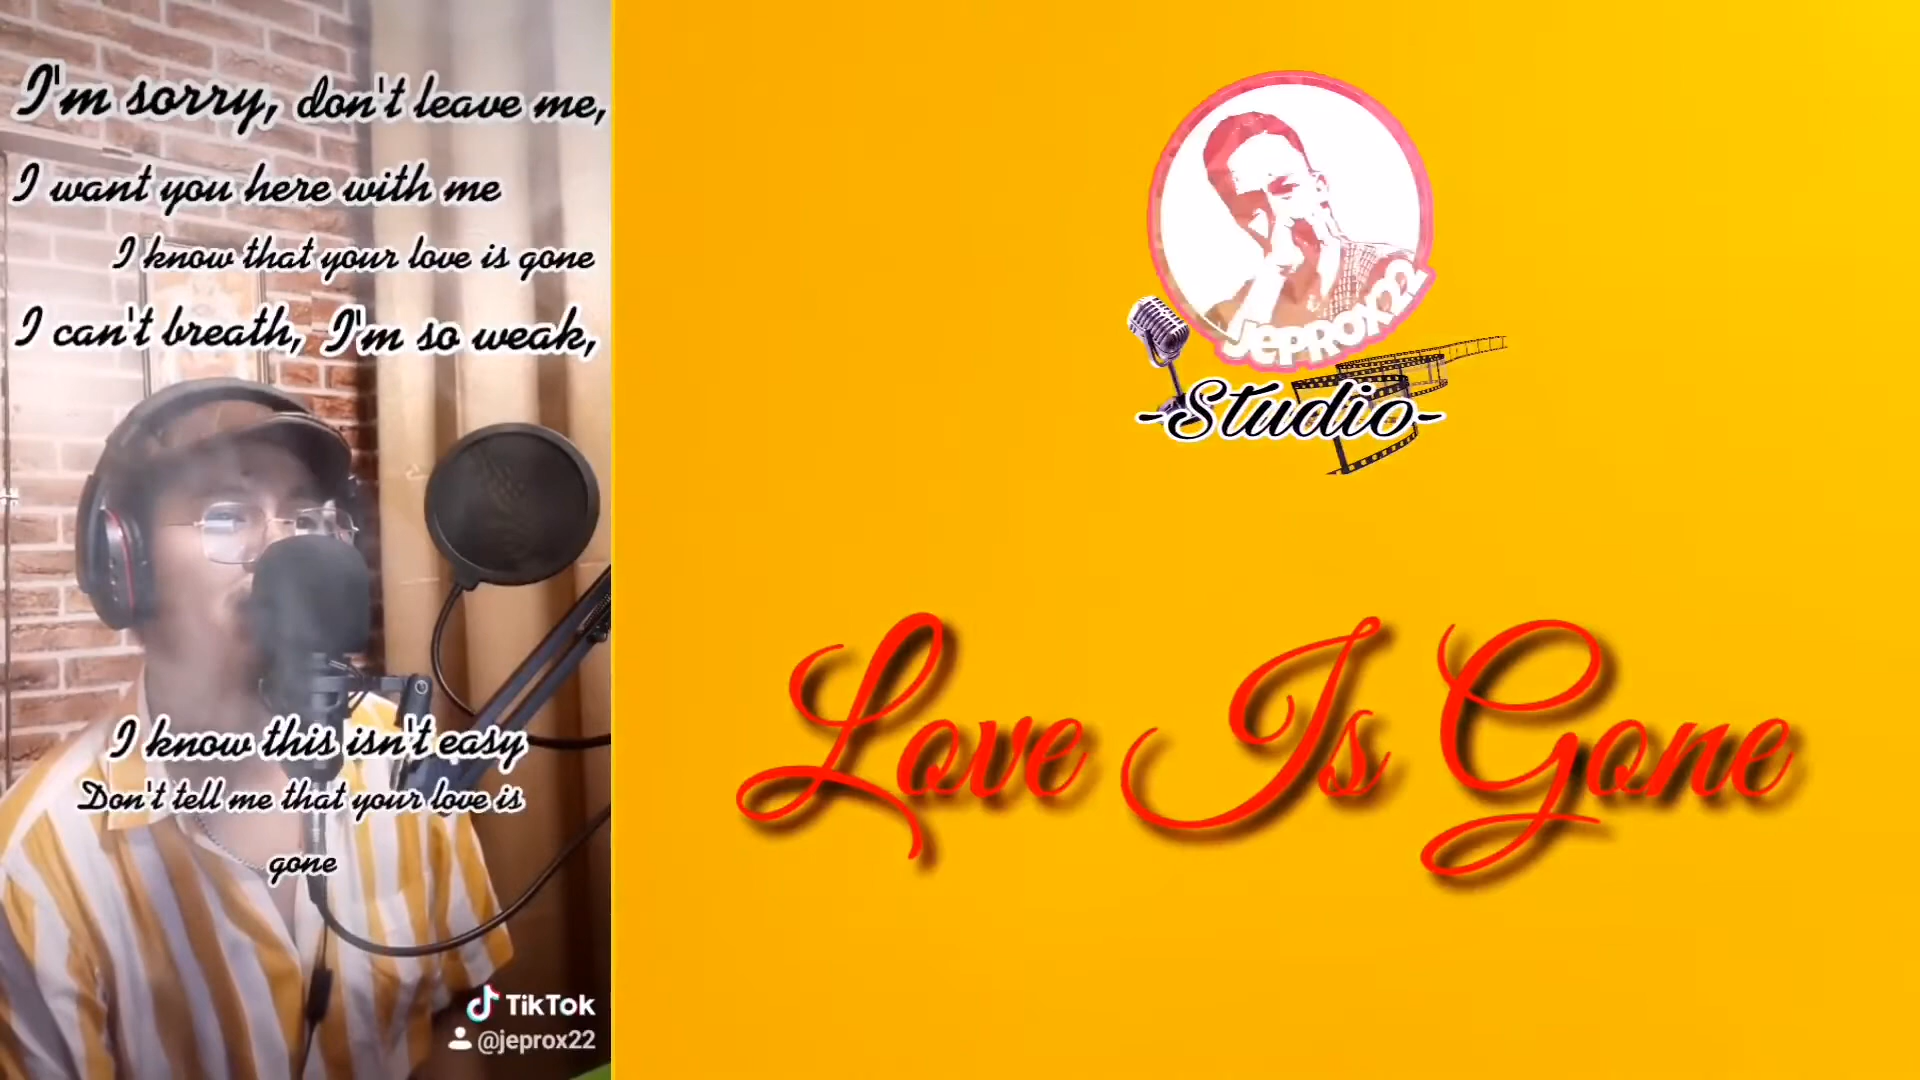 I'm sorry, don't leave me,
I want you here with me
I know that your love is gone
I can't breath, I'm so weak,
I know this isn't easy
Don't tell me that your love is
gone
TikTok
@jeprox22
JEPROX22
-Studio-
Love Is Gone